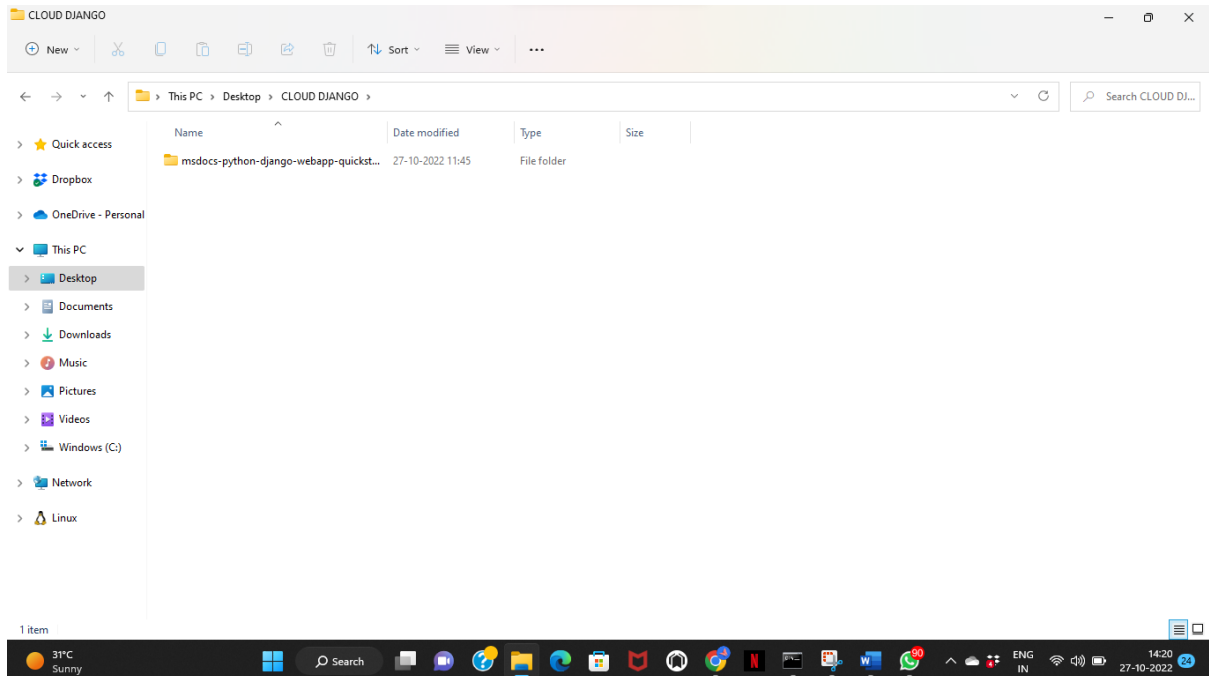 CLOUD DJANGO
New Sort View ...
This PC > Desktop > CLOUD DJANGO >
Search CLOUD DJ...
Name Date modified Type Size
msdocs-python-django-webapp-quickst... 27-10-2022 11:45 File folder
Quick access
Dropbox
OneDrive - Personal
This PC
Desktop
Documents
Downloads
Music
Pictures
Videos
Windows (C:)
Network
Linux
1 item
31°C
Sunny
Search
90
ENG
IN
14:20
27-10-2022
24